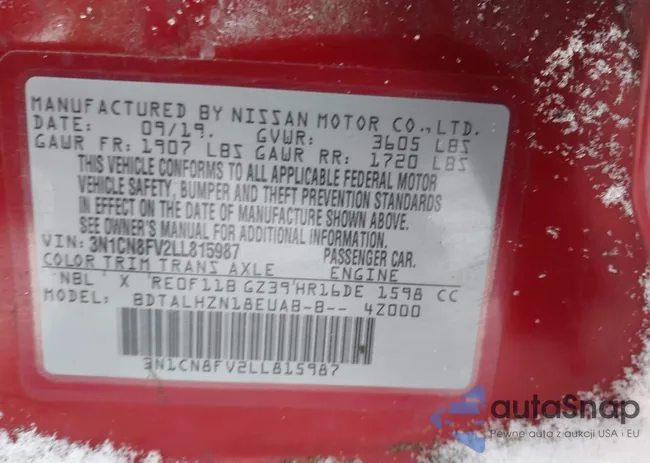 MANUFACTURED BY NISSAN MOTOR CO., LTD.
DATE: 09/19. GVWR: 3605 LBS
GAWR FR: 1907 LBS GAWR RR: 1720 LBS
THIS VEHICLE CONFORMS TO ALL APPLICABLE FEDERAL MOTOR
VEHICLE SAFETY, BUMPER AND THEFT PREVENTION STANDARDS
IN EFFECT ON THE DATE OF MANUFACTURE SHOWN ABOVE.
SEE OWNER'S MANUAL FOR ADDITIONAL INFORMATION.
VIN: 3N1CN8FV2LL815987 PASSENGER CAR.
COLOR TRIM TRANS AXLE ENGINE
'NBL' X 'RE0F11B GZ39'HR16DE 1598 CC
MODEL: BDTALHZN18EUAB-B-- 4Z000
3N1CN8FV2LL815987
autoSnap
Pewne auta z aukcji USA i EU